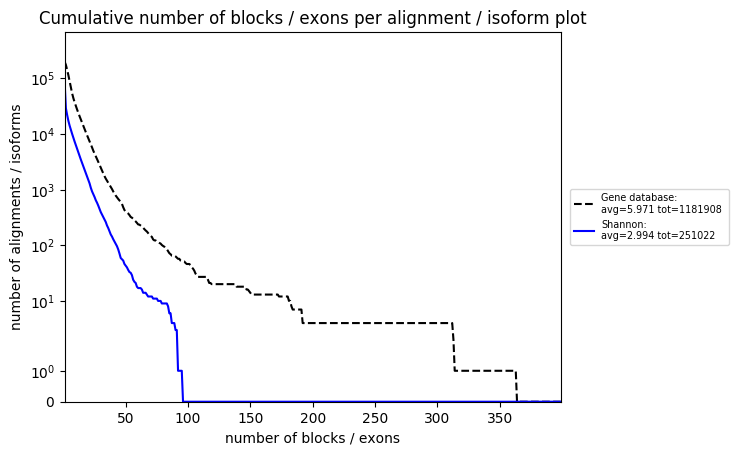 Cumulative number of blocks / exons per alignment / isoform plot
number of alignments / isoforms
10^5
10^4
10^3
10^2
10^1
10^0
0
50
100
150
200
250
300
350
number of blocks / exons
Gene database:
avg=5.971 tot=1181908
Shannon:
avg=2.994 tot=251022